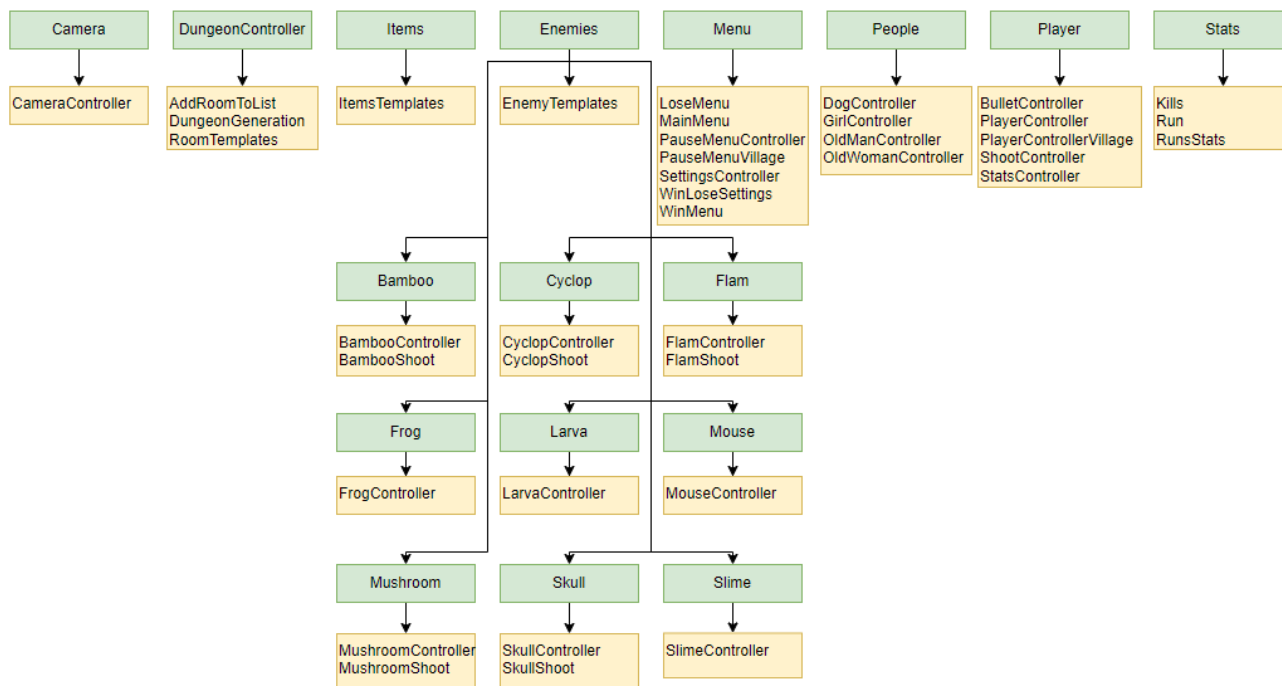 Camera
DungeonController
Items
Enemies
Menu
People
Player
Stats
CameraController
AddRoomToList
DungeonGeneration
RoomTemplates
ItemsTemplates
EnemyTemplates
LoseMenu
MainMenu
PauseMenuController
PauseMenuVillage
SettingsController
WinLoseSettings
WinMenu
DogController
GirlController
OldManController
OldWomanController
BulletController
PlayerController
PlayerControllerVillage
ShootController
StatsController
Kills
Run
RunsStats
Bamboo
Cyclop
Flam
BambooController
BambooShoot
CyclopController
CyclopShoot
FlamController
FlamShoot
Frog
Larva
Mouse
FrogController
LarvaController
MouseController
Mushroom
Skull
Slime
MushroomController
MushroomShoot
SkullController
SkullShoot
SlimeController